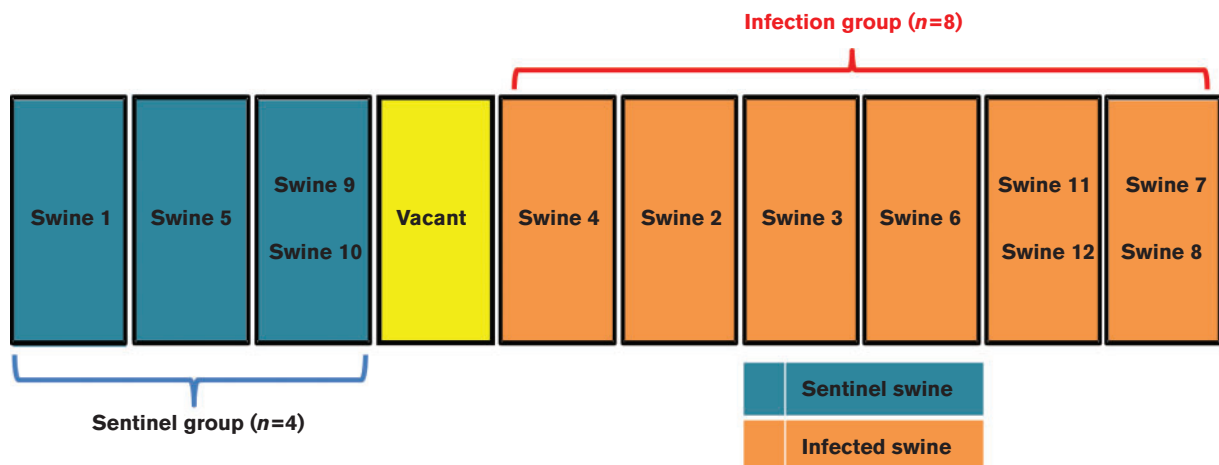 Infection group (n=8)
Swine 1
Swine 5
Swine 9
Swine 10
Vacant
Swine 4
Swine 2
Swine 3
Swine 6
Swine 11
Swine 12
Swine 7
Swine 8
Sentinel group (n=4)
Sentinel swine
Infected swine